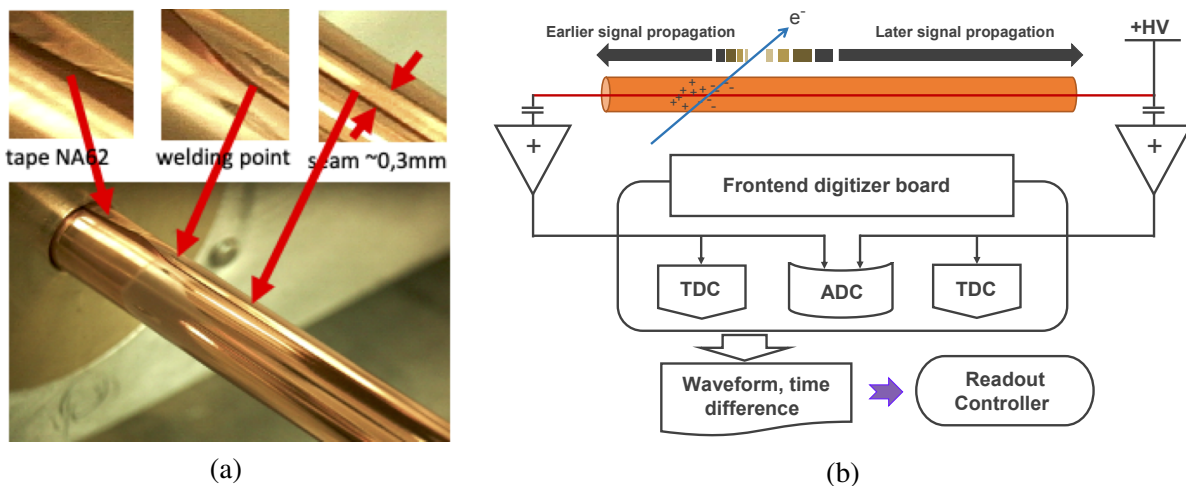 tape NA62
welding point
seam ~0,3mm
(a)
e-
Earlier signal propagation
Later signal propagation
+HV
+ + + + + + + + + +
- - - - - -
+
+
Frontend digitizer board
TDC
ADC
TDC
Waveform, time
difference
Readout
Controller
(b)